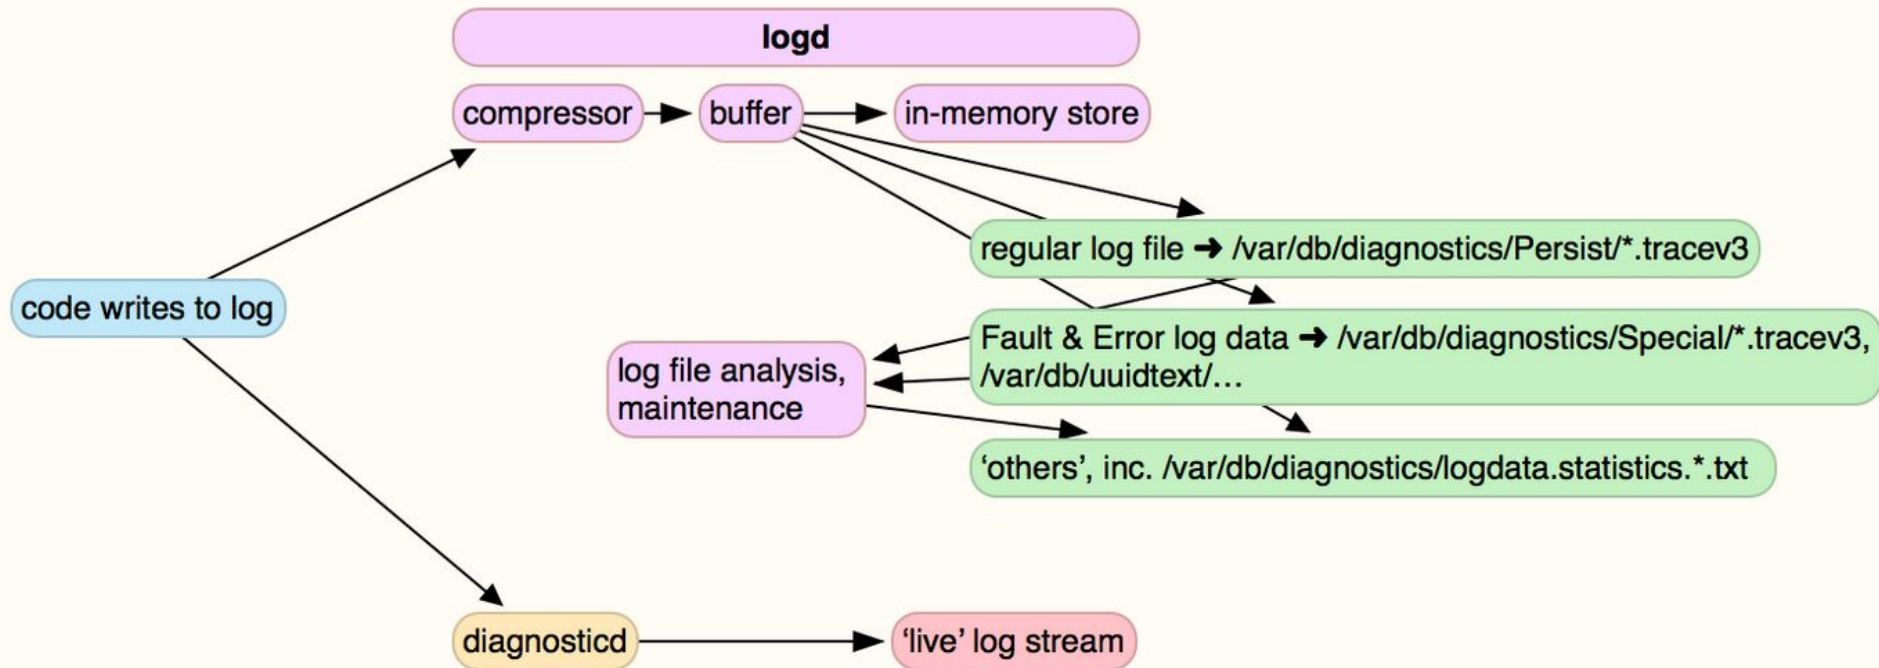 logd
compressor
buffer
in-memory store
regular log file ➜ /var/db/diagnostics/Persist/*.tracev3
code writes to log
Fault & Error log data ➜ /var/db/diagnostics/Special/*.tracev3,
/var/db/uuidtext/…
log file analysis,
maintenance
‘others’, inc. /var/db/diagnostics/logdata.statistics.*.txt
diagnosticd
‘live’ log stream